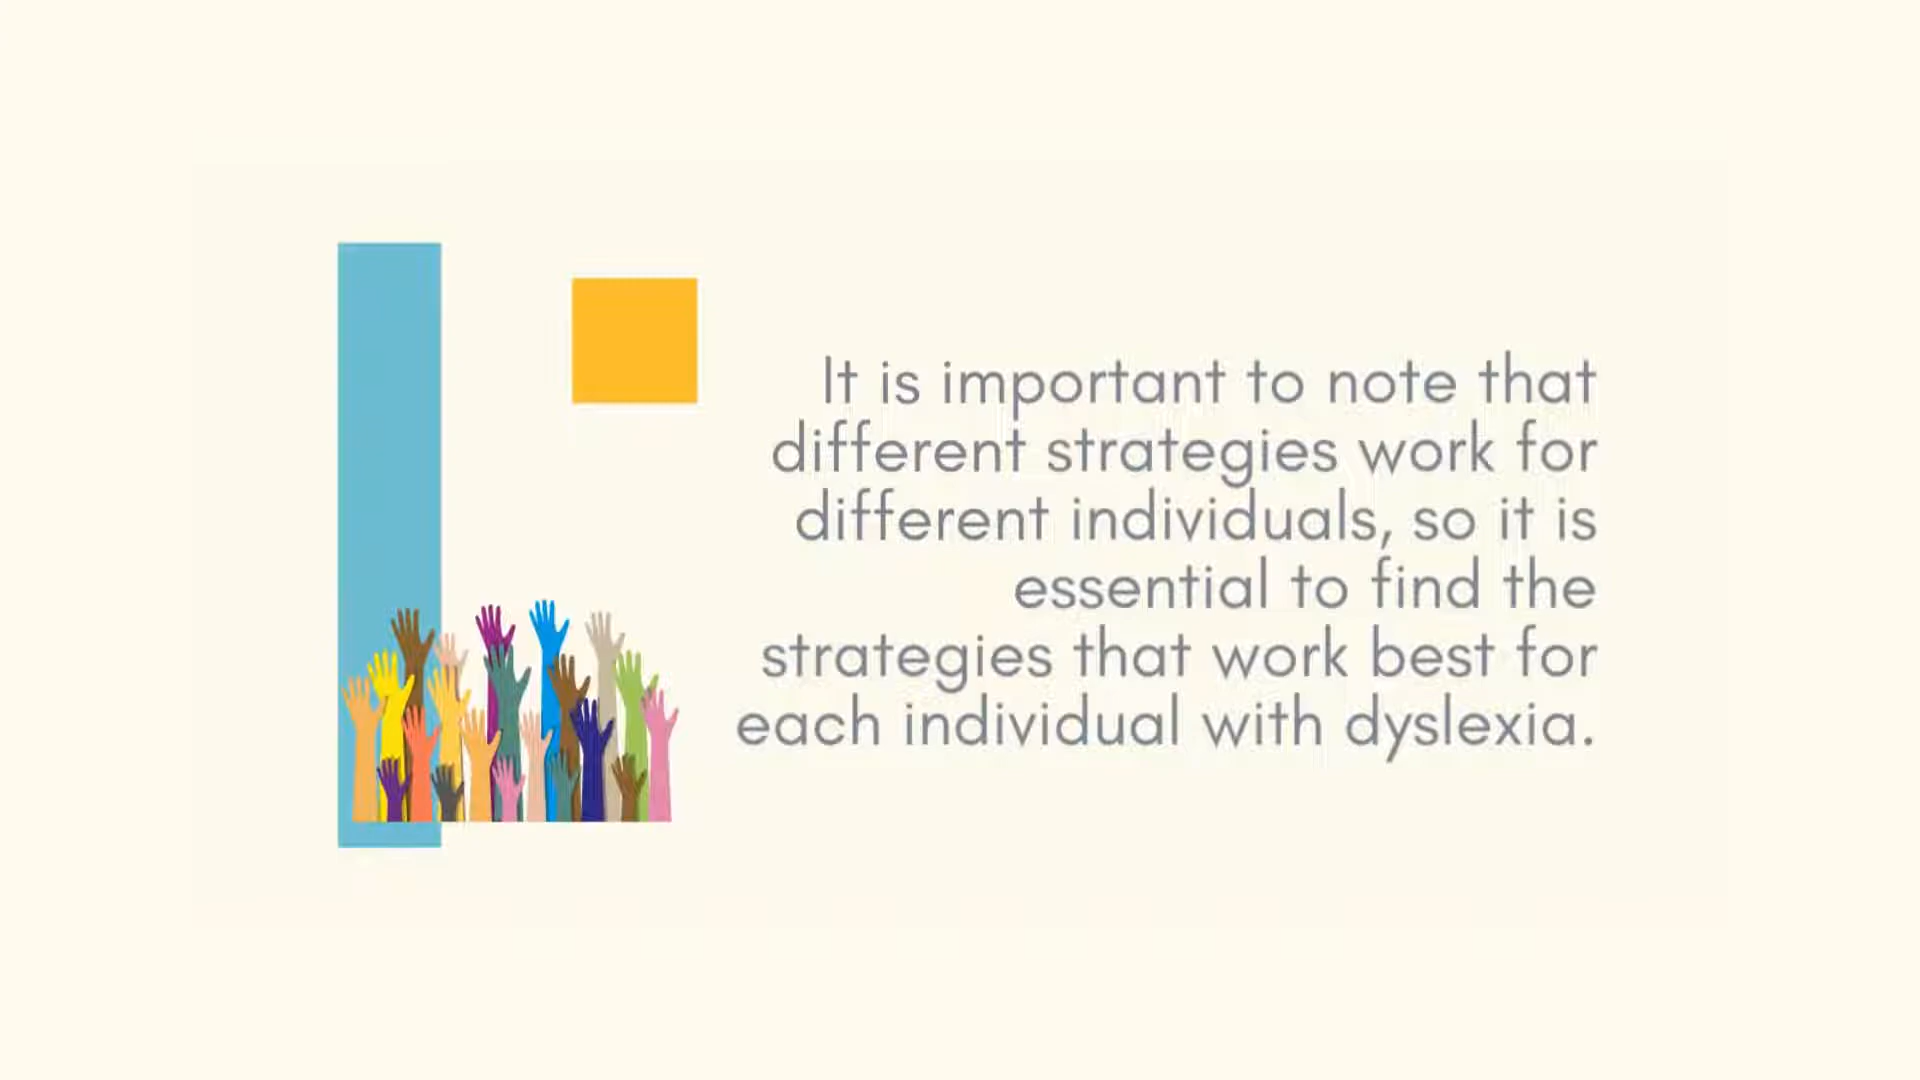 It is important to note that
different strategies work for
different individuals, so it is
essential to find the
strategies that work best for
each individual with dyslexia.